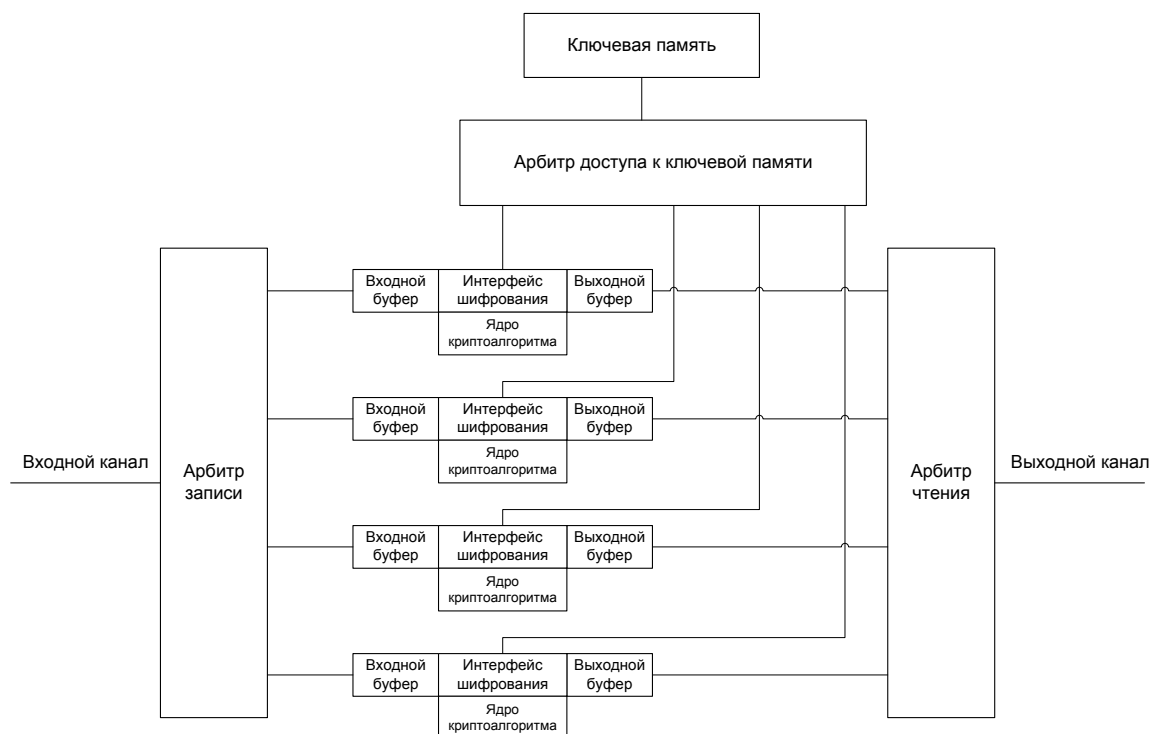 Ключевая память
Арбитр доступа к ключевой памяти
Входной
буфер
Интерфейс
шифрования
Выходной
буфер
Ядро
криптоалгоритма
Входной
буфер
Интерфейс
шифрования
Выходной
буфер
Ядро
криптоалгоритма
Входной канал
Арбитр
записи
Арбитр
чтения
Выходной канал
Входной
буфер
Интерфейс
шифрования
Выходной
буфер
Ядро
криптоалгоритма
Входной
буфер
Интерфейс
шифрования
Выходной
буфер
Ядро
криптоалгоритма